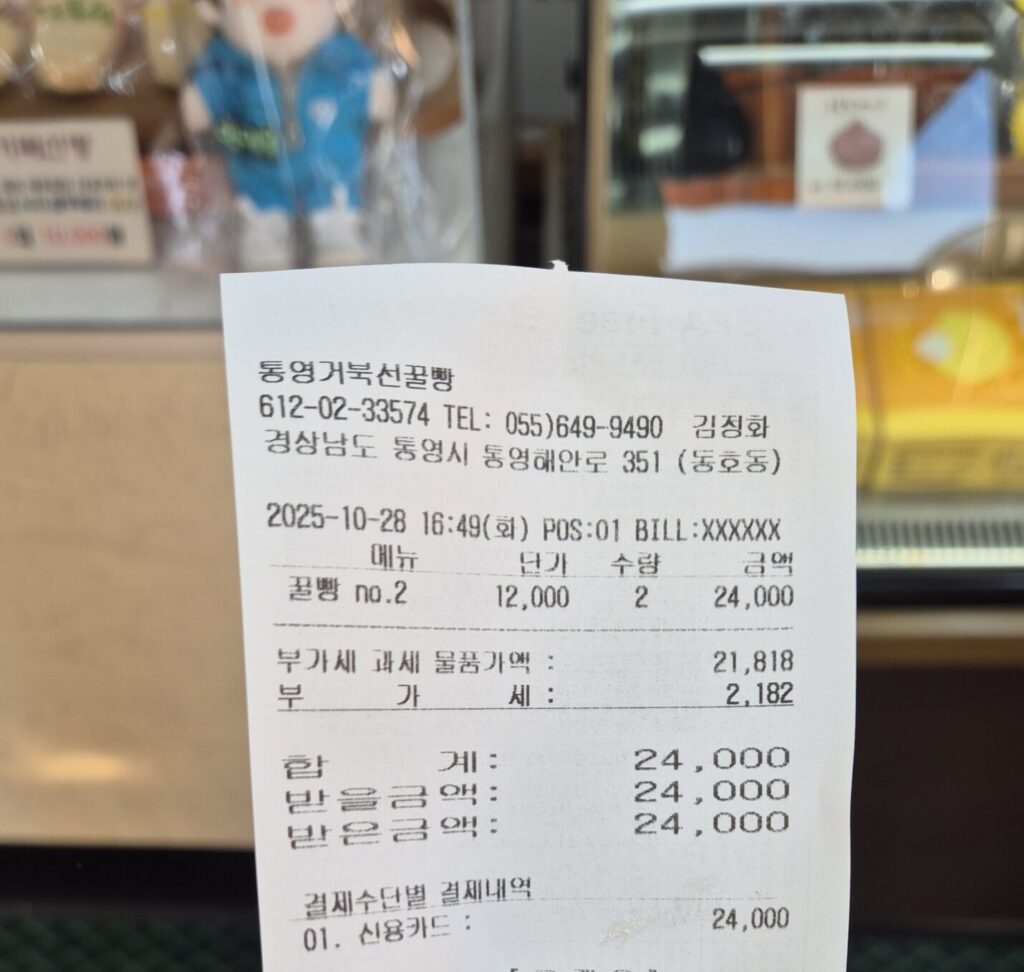 통영거북선꿀빵
612-02-33574 TEL: 055)649-9490 김정화
경상남도 통영시 통영해안로 351 (동호동)
2025-10-28 16:49(화) POS:01 BILL:XXXXXX
메뉴 단가 수량 금액
꿀빵 no.2 12,000 2 24,000
부가세 과세 물품가액 : 21,818
부 가 세 : 2,182
합 계: 24,000
받을금액: 24,000
받은금액: 24,000
결제수단별 결제내역
01. 신용카드 : 24,000